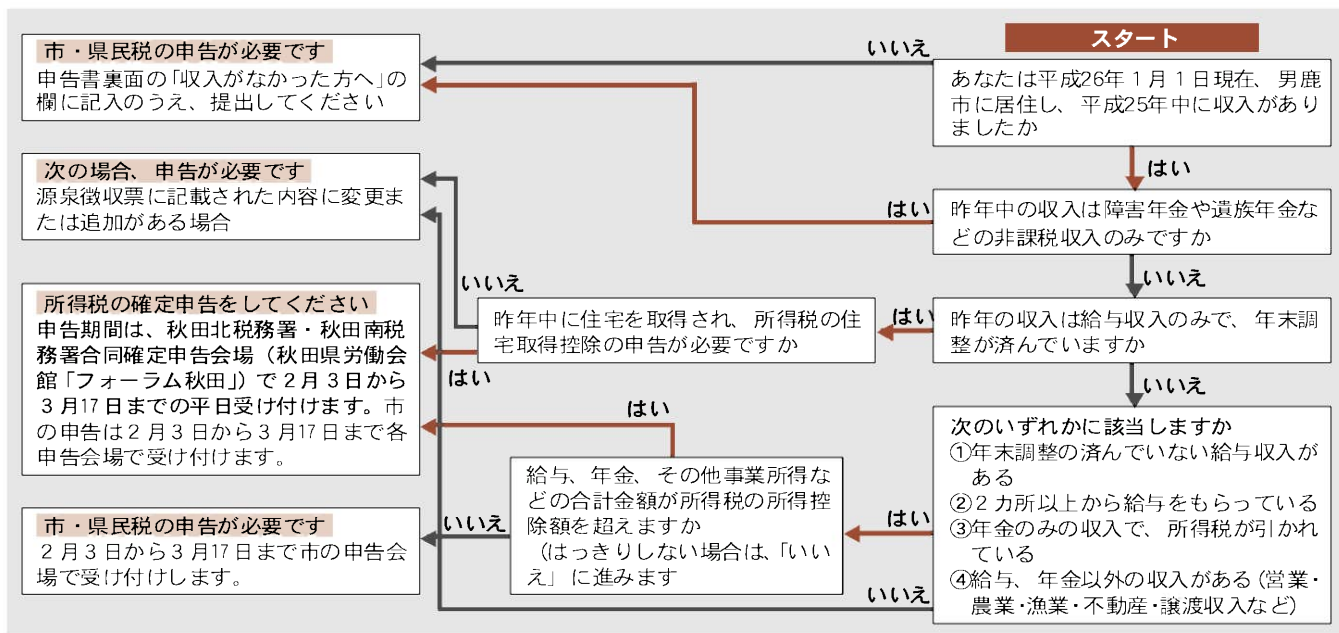 スタート
あなたは平成26年1月1日現在、男鹿
市に居住し、平成25年中に収入がありま
ましたか
いいえ
はい
市・県民税の申告が必要です
申告書裏面の「収入がなかった方へ」の
欄に記入のうえ、提出してください
昨年中の収入は障害年金や遺族年金な
どの非課税収入のみですか
はい
いいえ
次の場合、申告が必要です
源泉徴収票に記載された内容に変更ま
たは追加がある場合
昨年の収入は給与収入のみで、年末調
整が済んでいますか
はい
いいえ
昨年中に住宅を取得され、所得税の住
宅取得控除の申告が必要ですか
いいえ
はい
所得税の確定申告をしてください
申告期間は、秋田北税務署・秋田南税
務署合同確定申告会場（秋田県労働会
館「フォーラム秋田」）で2月3日から
3月17日までの平日受け付けます。市
の申告は2月3日から3月17日まで各
申告会場で受け付けます。
次のいずれかに該当しますか
①年末調整の済んでいない給与収入が
ある
②2カ所以上から給与をもらっている
③年金のみの収入で、所得税が引かれ
ている
④給与、年金以外の収入がある（営業・
農業・漁業・不動産・譲渡収入など）
はい
いいえ
給与、年金、その他事業所得な
どの合計金額が所得税の所得控
除額を超えますか
（はっきりしない場合は、「いい
え」に進みます
はい
いいえ
市・県民税の申告が必要です
2月3日から3月17日まで市の申告会
場で受け付けします。